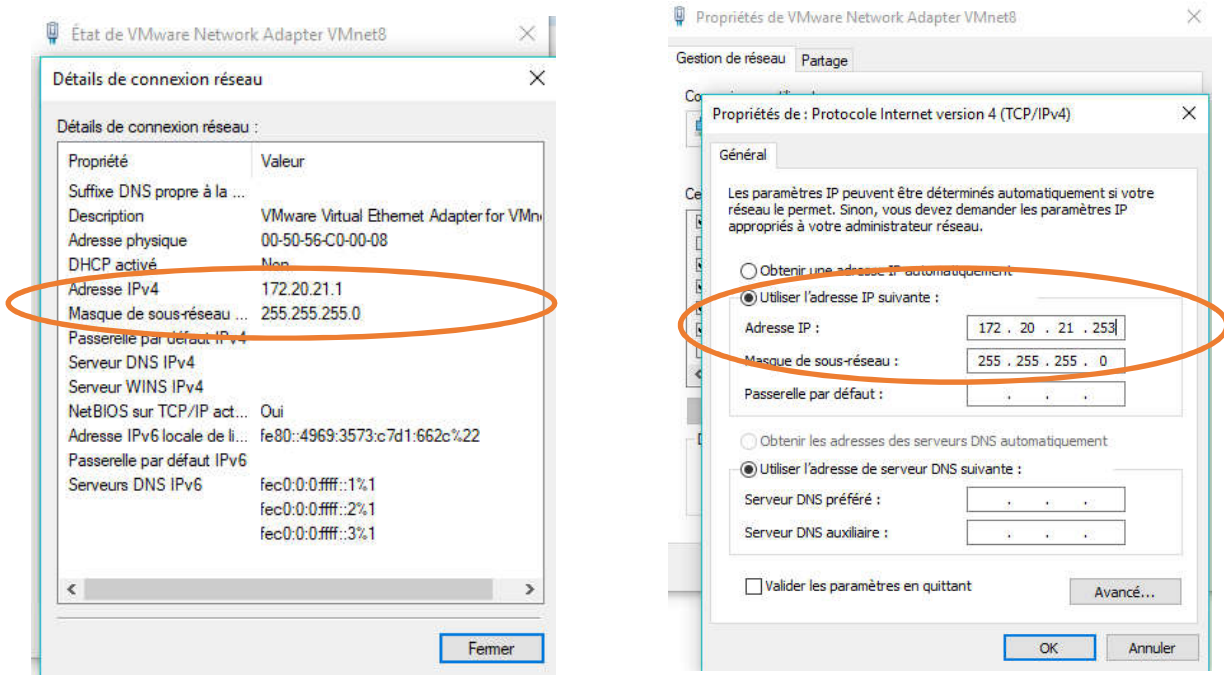 État de VMware Network Adapter VMnet8
Détails de connexion réseau
Détails de connexion réseau :
Propriété Valeur
Suffixe DNS propre à la ...
Description VMware Virtual Ethernet Adapter for VMn
Adresse physique 00-50-56-C0-00-08
DHCP activé Non
Adresse IPv4 172.20.21.1
Masque de sous-réseau ... 255.255.255.0
Passerelle par défaut IPv4
Serveur DNS IPv4
Serveur WINS IPv4
NetBIOS sur TCP/IP act... Oui
Adresse IPv6 locale de li... fe80::4969:3573:c7d1:662c%22
Passerelle par défaut IPv6
Serveurs DNS IPv6 fec0:0:0:ffff::1%1
fec0:0:0:ffff::2%1
fec0:0:0:ffff::3%1
Fermer
Propriétés de VMware Network Adapter VMnet8
Gestion de réseau Partage
Propriétés de : Protocole Internet version 4 (TCP/IPv4)
Général
Les paramètres IP peuvent être déterminés automatiquement si votre
réseau le permet. Sinon, vous devez demander les paramètres IP
appropriés à votre administrateur réseau.
Obtenir une adresse IP automatiquement
Utiliser l'adresse IP suivante :
Adresse IP : 172 . 20 . 21 . 253
Masque de sous-réseau : 255 . 255 . 255 . 0
Passerelle par défaut : . . .
Obtenir les adresses des serveurs DNS automatiquement
Utiliser l'adresse de serveur DNS suivante :
Serveur DNS préféré : . . .
Serveur DNS auxiliaire : . . .
Valider les paramètres en quittant
Avancé...
OK Annuler